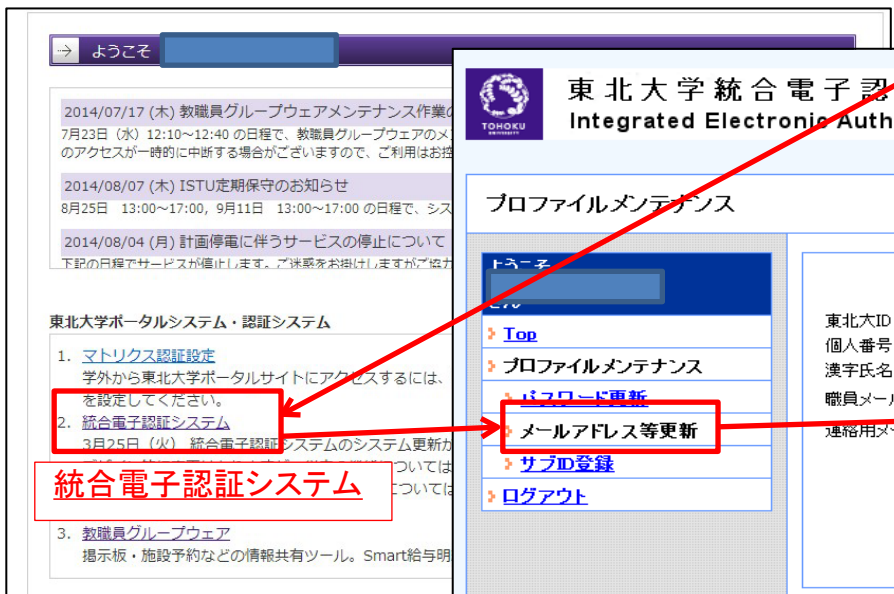 ようこそ
2014/07/17 (木) 教職員グループウェアメンテナンス作業の
7月23日（水）12:10～12:40 の日程で、教職員グループウェアのメ
のアクセスが一時的に中断する場合がございますので、ご利用はお控
2014/08/07 (木) ISTU定期保守のお知らせ
8月25日　13:00～17:00，9月11日　13:00～17:00 の日程で、シス
2014/08/04 (月) 計画停電に伴うサービスの停止について
下記の日程でサービスが停止します。ご迷惑をお掛けしますがご協力
東北大学ポータルシステム・認証システム
1. マトリクス認証設定
学外から東北大学ポータルサイトにアクセスするには、
を設定してください。
2. 統合電子認証システム
3月25日（火） 統合電子認証システムのシステム更新が
ついては
統合電子認証システム
ついては
3. 教職員グループウェア
掲示板・施設予約などの情報共有ツール。Smart給与明
TOHOKU
UNIVERSITY
東北大学統合電子認
Integrated Electronic Auth
プロファイルメンテナンス
ようこそ
さん
Top
プロファイルメンテナンス
パスワード更新
メールアドレス等更新
サブID登録
ログアウト
東北大ID
個人番号
漢字氏名
職員メール
連絡用メ